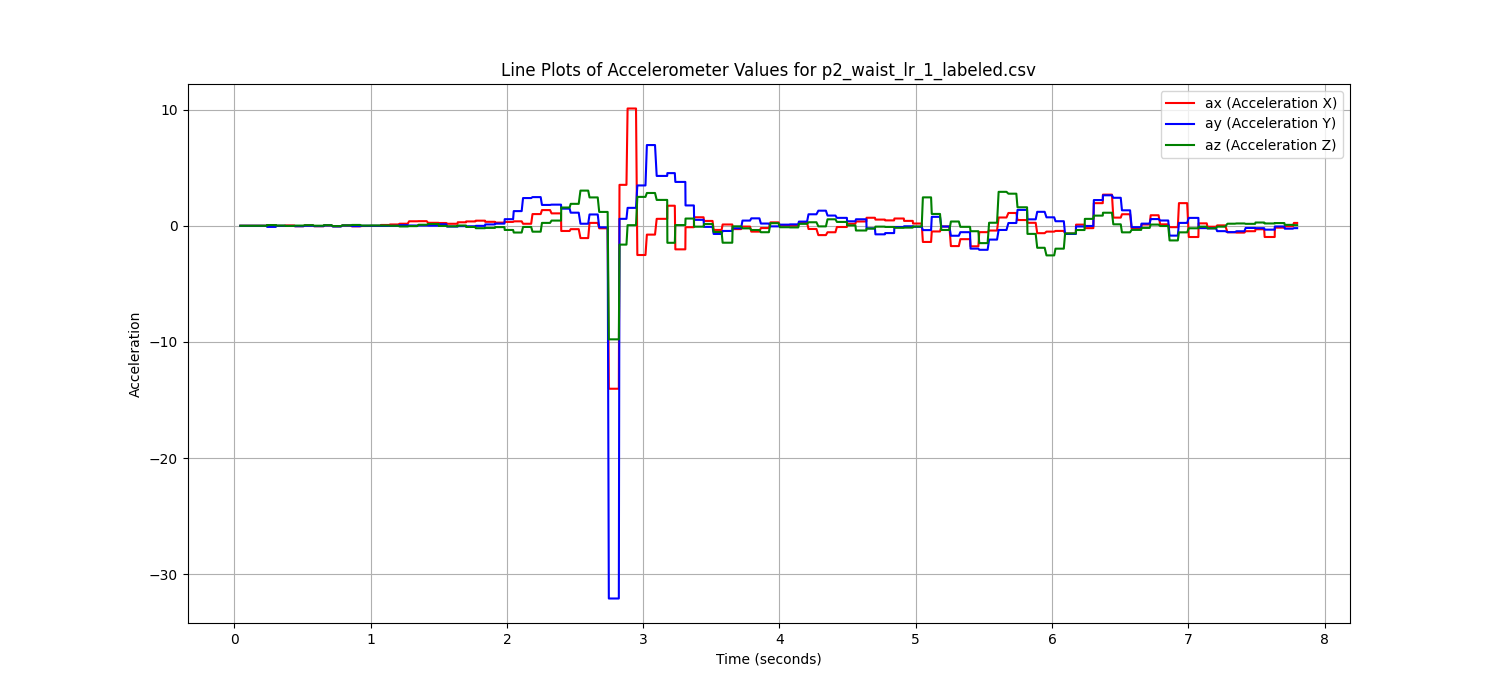 Line Plots of Accelerometer Values for p2_waist_lr_1_labeled.csv
ax (Acceleration X)
ay (Acceleration Y)
az (Acceleration Z)
Acceleration
10
0
−10
−20
−30
0 1 2 3 4 5 6 7 8
Time (seconds)